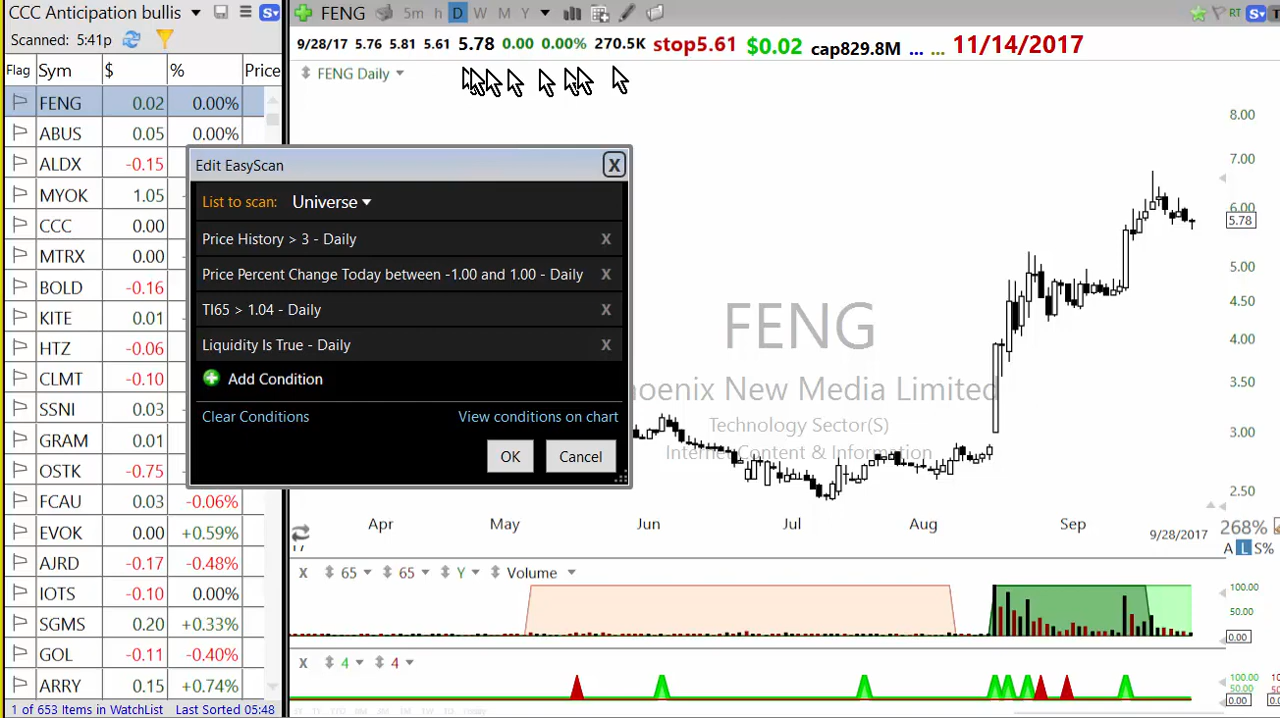 CCC Anticipation bullis
Scanned: 5:41p
Flag Sym $ % Price
FENG 0.02 0.00%
ABUS 0.05 0.00%
ALDX -0.15
MYOK 1.05
CCC 0.00
MTRX 0.00
BOLD -0.16
KITE 0.01
HTZ -0.06
CLMT -0.10
SSNI 0.03
GRAM 0.01
OSTK -0.75
FCAU 0.03 -0.06%
EVOK 0.00 +0.59%
AJRD -0.17 -0.48%
IOTS -0.10 0.00%
SGMS 0.20 +0.33%
GOL -0.11 -0.40%
ARRY 0.15 +0.74%
1 of 653 Items in WatchList Last Sorted 05:48
FENG 5m h D W M Y RT S
9/28/17 5.76 5.81 5.61 5.78 0.00 0.00% 270.5K stop5.61 $0.02 cap829.8M ... ... 11/14/2017
FENG Daily
Edit EasyScan X
List to scan: Universe
Price History > 3 - Daily X
Price Percent Change Today between -1.00 and 1.00 - Daily X
TI65 > 1.04 - Daily X
Liquidity Is True - Daily X
Add Condition
Clear Conditions View conditions on chart
OK Cancel
FENG
hoenix New Media Limited
Technology Sector(S)
Internet Content & Information
8.00
7.00
6.00
5.78
5.00
4.50
4.00
3.50
3.00
2.50
Apr May Jun Jul Aug Sep 9/28/2017
268%
A L S%
X 65 65 Y Volume
100.00
50.00
0.00
X 4 4
100.00
50.00
0.00